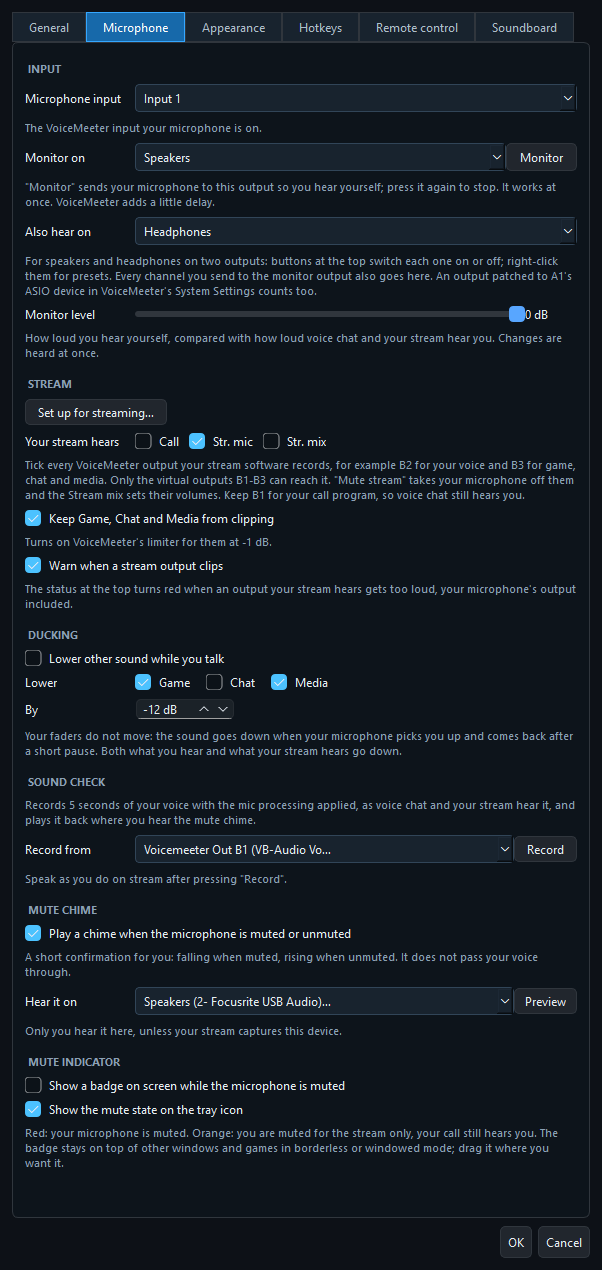 General
Microphone
Appearance
Hotkeys
Remote control
Soundboard
INPUT
Microphone input
Input 1
The VoiceMeeter input your microphone is on.
Monitor on
Speakers
Monitor
"Monitor" sends your microphone to this output so you hear yourself; press it again to stop. It works at
once. VoiceMeeter adds a little delay.
Also hear on
Headphones
For speakers and headphones on two outputs: buttons at the top switch each one on or off; right-click
them for presets. Every channel you send to the monitor output also goes here. An output patched to A1's
ASIO device in VoiceMeeter's System Settings counts too.
Monitor level
0 dB
How loud you hear yourself, compared with how loud voice chat and your stream hear you. Changes are
heard at once.
STREAM
Set up for streaming...
Your stream hears
Call
Str. mic
Str. mix
Tick every VoiceMeeter output your stream software records, for example B2 for your voice and B3 for game,
chat and media. Only the virtual outputs B1-B3 can reach it. "Mute stream" takes your microphone off them
and the Stream mix sets their volumes. Keep B1 for your call program, so voice chat still hears you.
Keep Game, Chat and Media from clipping
Turns on VoiceMeeter's limiter for them at -1 dB.
Warn when a stream output clips
The status at the top turns red when an output your stream hears gets too loud, your microphone's output
included.
DUCKING
Lower other sound while you talk
Lower
Game
Chat
Media
By
-12 dB
Your faders do not move: the sound goes down when your microphone picks you up and comes back after
a short pause. Both what you hear and what your stream hears go down.
SOUND CHECK
Records 5 seconds of your voice with the mic processing applied, as voice chat and your stream hear it, and
plays it back where you hear the mute chime.
Record from
Voicemeeter Out B1 (VB-Audio Vo...
Record
Speak as you do on stream after pressing "Record".
MUTE CHIME
Play a chime when the microphone is muted or unmuted
A short confirmation for you: falling when muted, rising when unmuted. It does not pass your voice
through.
Hear it on
Speakers (2- Focusrite USB Audio)...
Preview
Only you hear it here, unless your stream captures this device.
MUTE INDICATOR
Show a badge on screen while the microphone is muted
Show the mute state on the tray icon
Red: your microphone is muted. Orange: you are muted for the stream only, your call still hears you. The
badge stays on top of other windows and games in borderless or windowed mode; drag it where you
want it.
OK
Cancel